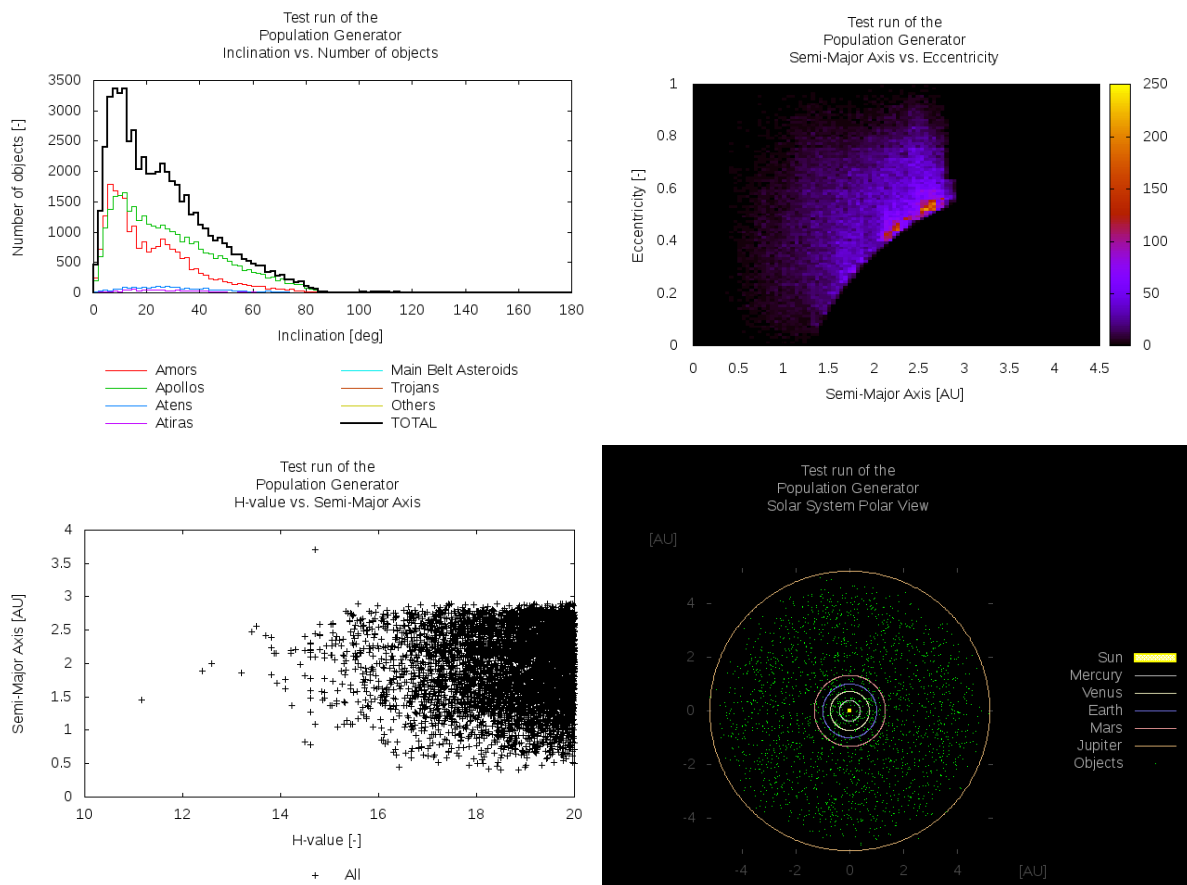 Test run of the
Population Generator
Inclination vs. Number of objects
3500
3000
2500
2000
1500
1000
500
0
Number of objects [-]
0 20 40 60 80 100 120 140 160 180
Inclination [deg]
Amors
Apollos
Atens
Atiras
Main Belt Asteroids
Trojans
Others
TOTAL
Test run of the
Population Generator
Semi-Major Axis vs. Eccentricity
1
0.8
0.6
0.4
0.2
0
Eccentricity [-]
0 0.5 1 1.5 2 2.5 3 3.5 4 4.5
Semi-Major Axis [AU]
250
200
150
100
50
0
Test run of the
Population Generator
H-value vs. Semi-Major Axis
4
3.5
3
2.5
2
1.5
1
0.5
0
Semi-Major Axis [AU]
10 12 14 16 18 20
H-value [-]
+ All
Test run of the
Population Generator
Solar System Polar View
[AU]
4
2
0
-2
-4
-4 -2 0 2 4
[AU]
Sun
Mercury
Venus
Earth
Mars
Jupiter
Objects